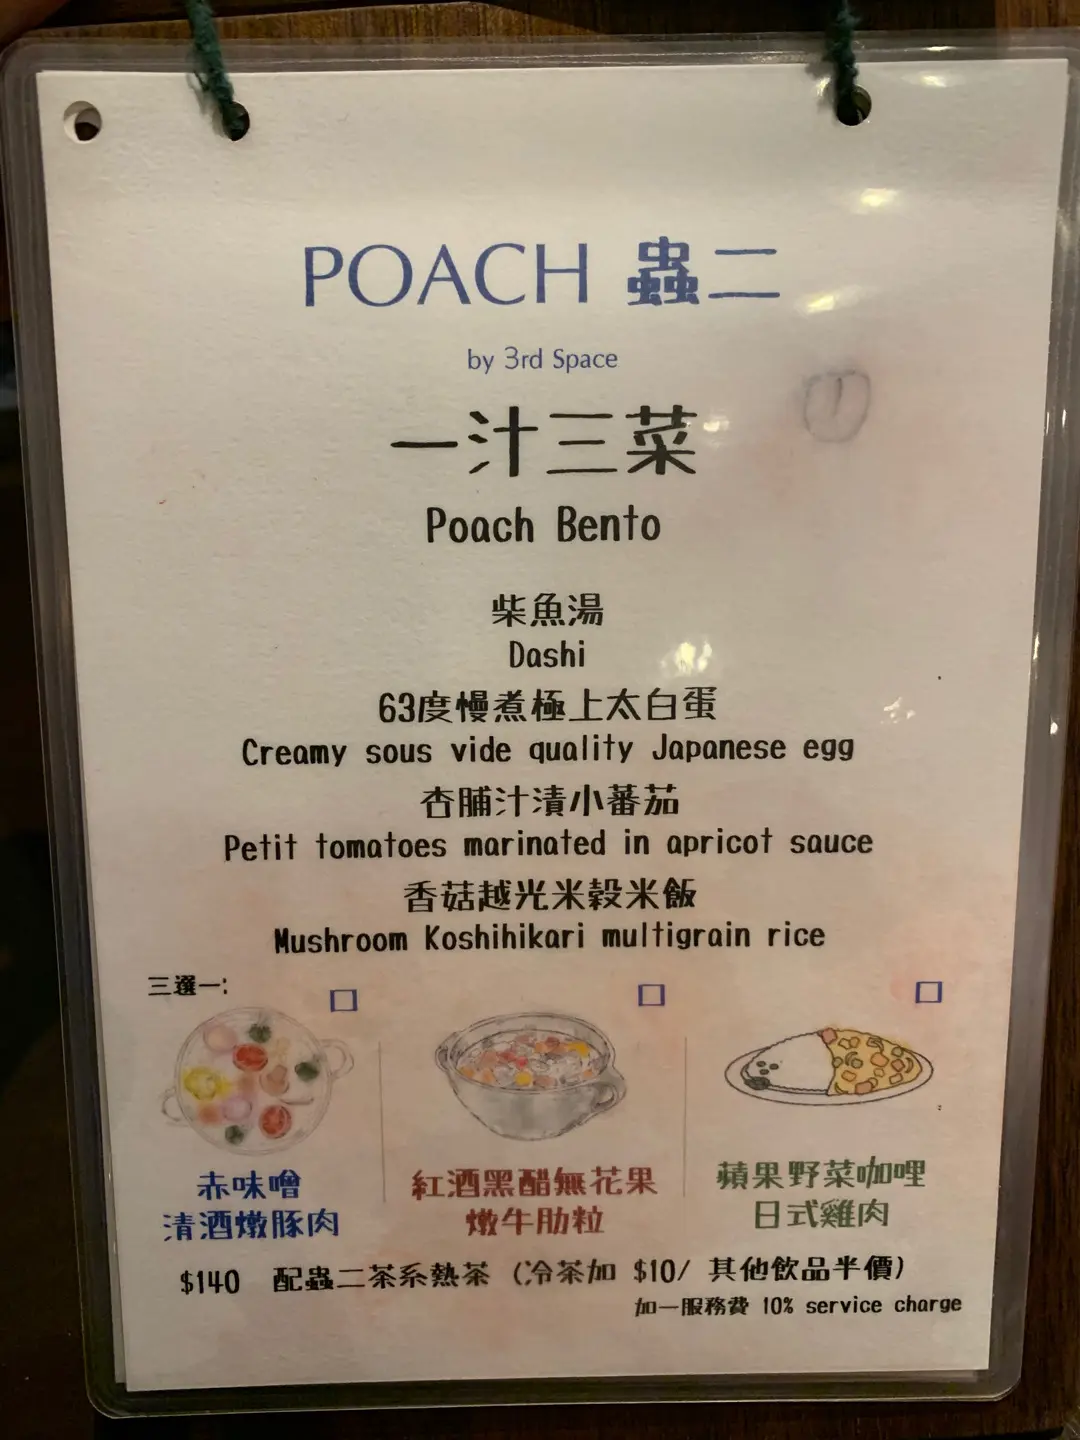 POACH 蟲二
by 3rd Space
一汁三菜
Poach Bento
柴魚湯
Dashi
63度慢煮極上太白蛋
Creamy sous vide quality Japanese egg
杏脯汁漬小蕃茄
Petit tomatoes marinated in apricot sauce
香菇越光米穀米飯
Mushroom Koshihikari multigrain rice
三選一:
赤味噌
清酒燉豚肉
紅酒黑醋無花果
燉牛肋粒
蘋果野菜咖哩
日式雞肉
$140 配蟲二茶系熱茶 (冷茶加 $10/ 其他飲品半價)
加一服務費 10% service charge